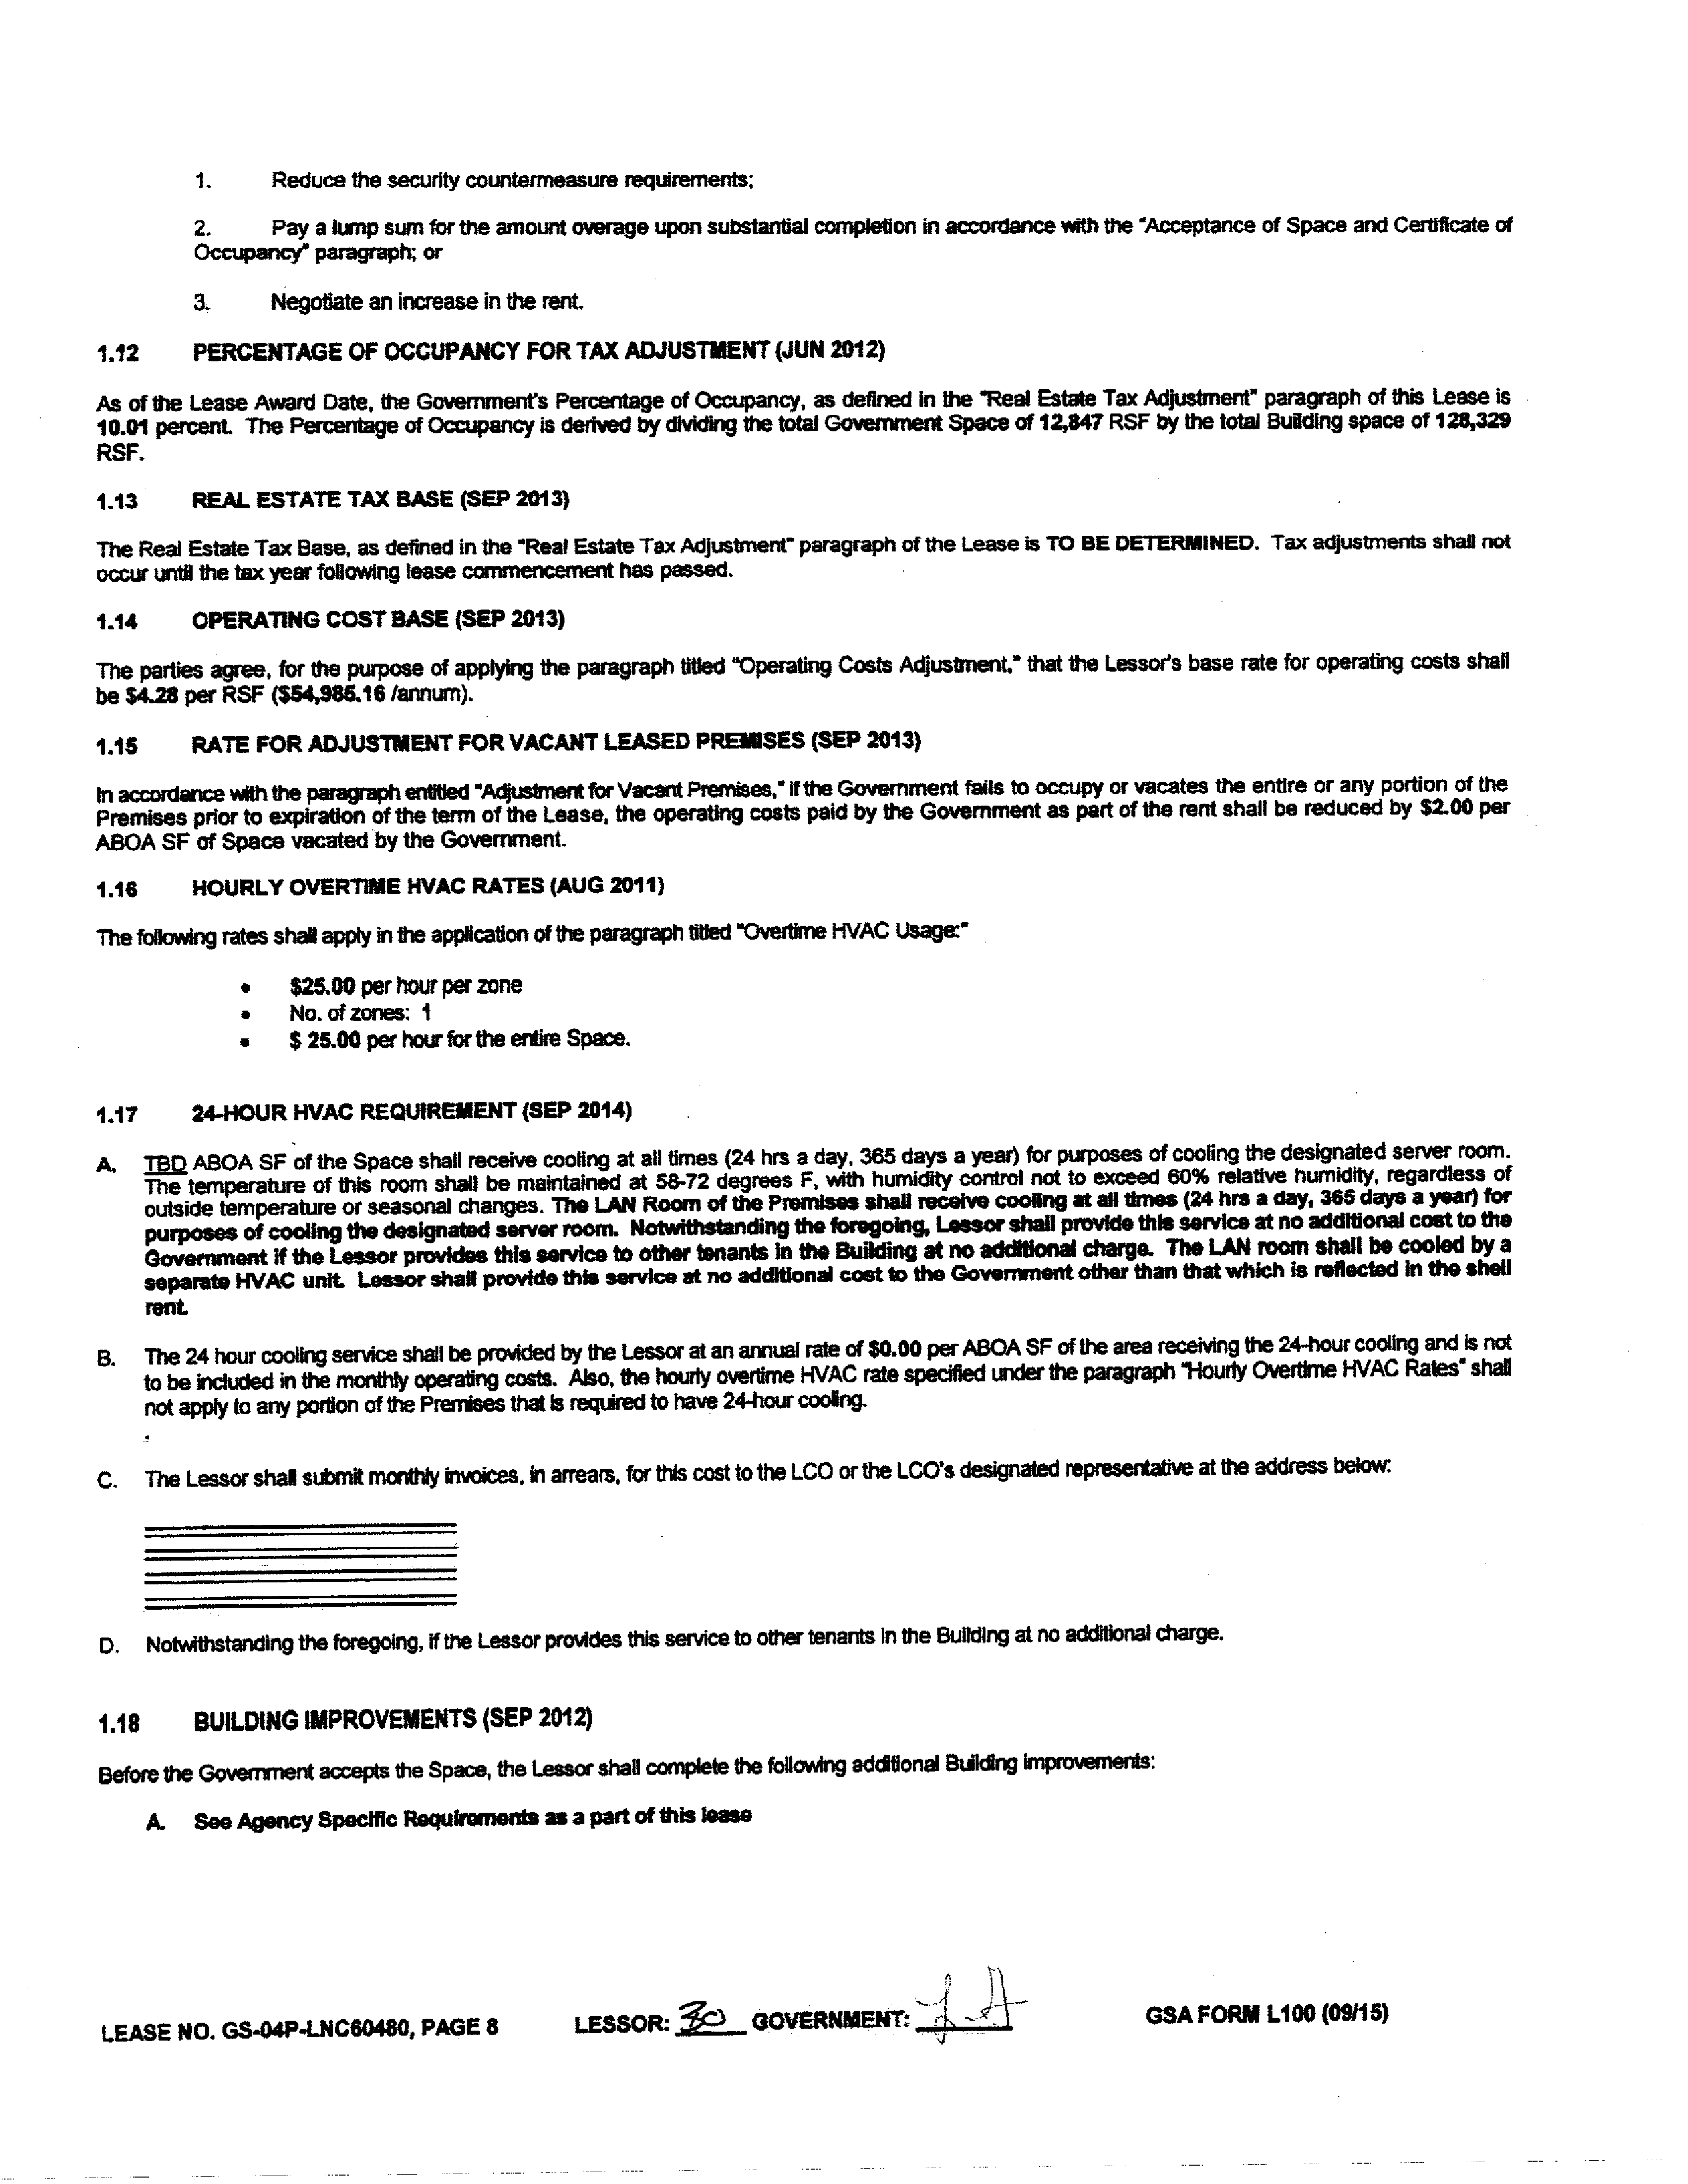 1. Reduce the security countermeasure requirements;
2. Pay a lump sum for the amount overage upon substantial completion in accordance with the "Acceptance of Space and Certificate of
Occupancy" paragraph; or
3. Negotiate an increase in the rent.
1.12 PERCENTAGE OF OCCUPANCY FOR TAX ADJUSTMENT (JUN 2012)
As of the Lease Award Date, the Government's Percentage of Occupancy, as defined in the "Real Estate Tax Adjustment" paragraph of this Lease is
10.01 percent. The Percentage of Occupancy is derived by dividing the total Government Space of 12,847 RSF by the total Building space of 128,329
RSF.
1.13 REAL ESTATE TAX BASE (SEP 2013)
The Real Estate Tax Base, as defined in the "Real Estate Tax Adjustment" paragraph of the Lease is TO BE DETERMINED. Tax adjustments shall not
occur until the tax year following lease commencement has passed.
1.14 OPERATING COST BASE (SEP 2013)
The parties agree, for the purpose of applying the paragraph titled "Operating Costs Adjustment," that the Lessor's base rate for operating costs shall
be $4.28 per RSF ($54,985.16 /annum).
1.15 RATE FOR ADJUSTMENT FOR VACANT LEASED PREMISES (SEP 2013)
In accordance with the paragraph entitled "Adjustment for Vacant Premises," if the Government fails to occupy or vacates the entire or any portion of the
Premises prior to expiration of the term of the Lease, the operating costs paid by the Government as part of the rent shall be reduced by $2.00 per
ABOA SF of Space vacated by the Government.
1.16 HOURLY OVERTIME HVAC RATES (AUG 2011)
The following rates shall apply in the application of the paragraph titled "Overtime HVAC Usage:"
• $25.00 per hour per zone
• No. of zones: 1
• $ 25.00 per hour for the entire Space.
1.17 24-HOUR HVAC REQUIREMENT (SEP 2014)
A. TBD ABOA SF of the Space shall receive cooling at all times (24 hrs a day, 365 days a year) for purposes of cooling the designated server room.
The temperature of this room shall be maintained at 58-72 degrees F, with humidity control not to exceed 60% relative humidity, regardless of
outside temperature or seasonal changes. The LAN Room of the Premises shall receive cooling at all times (24 hrs a day, 365 days a year) for
purposes of cooling the designated server room. Notwithstanding the foregoing, Lessor shall provide this service at no additional cost to the
Government if the Lessor provides this service to other tenants in the Building at no additional charge. The LAN room shall be cooled by a
separate HVAC unit. Lessor shall provide this service at no additional cost to the Government other than that which is reflected in the shell
rent.
B. The 24 hour cooling service shall be provided by the Lessor at an annual rate of $0.00 per ABOA SF of the area receiving the 24-hour cooling and is not
to be included in the monthly operating costs. Also, the hourly overtime HVAC rate specified under the paragraph "Hourly Overtime HVAC Rates" shall
not apply to any portion of the Premises that is required to have 24-hour cooling.
C. The Lessor shall submit monthly invoices, in arrears, for this cost to the LCO or the LCO's designated representative at the address below:
D. Notwithstanding the foregoing, if the Lessor provides this service to other tenants in the Building at no additional charge.
1.18 BUILDING IMPROVEMENTS (SEP 2012)
Before the Government accepts the Space, the Lessor shall complete the following additional Building improvements:
A. See Agency Specific Requirements as a part of this lease
LEASE NO. GS-04P-LNC60480, PAGE 8 LESSOR: GOVERNMENT: GSA FORM L100 (09/15)